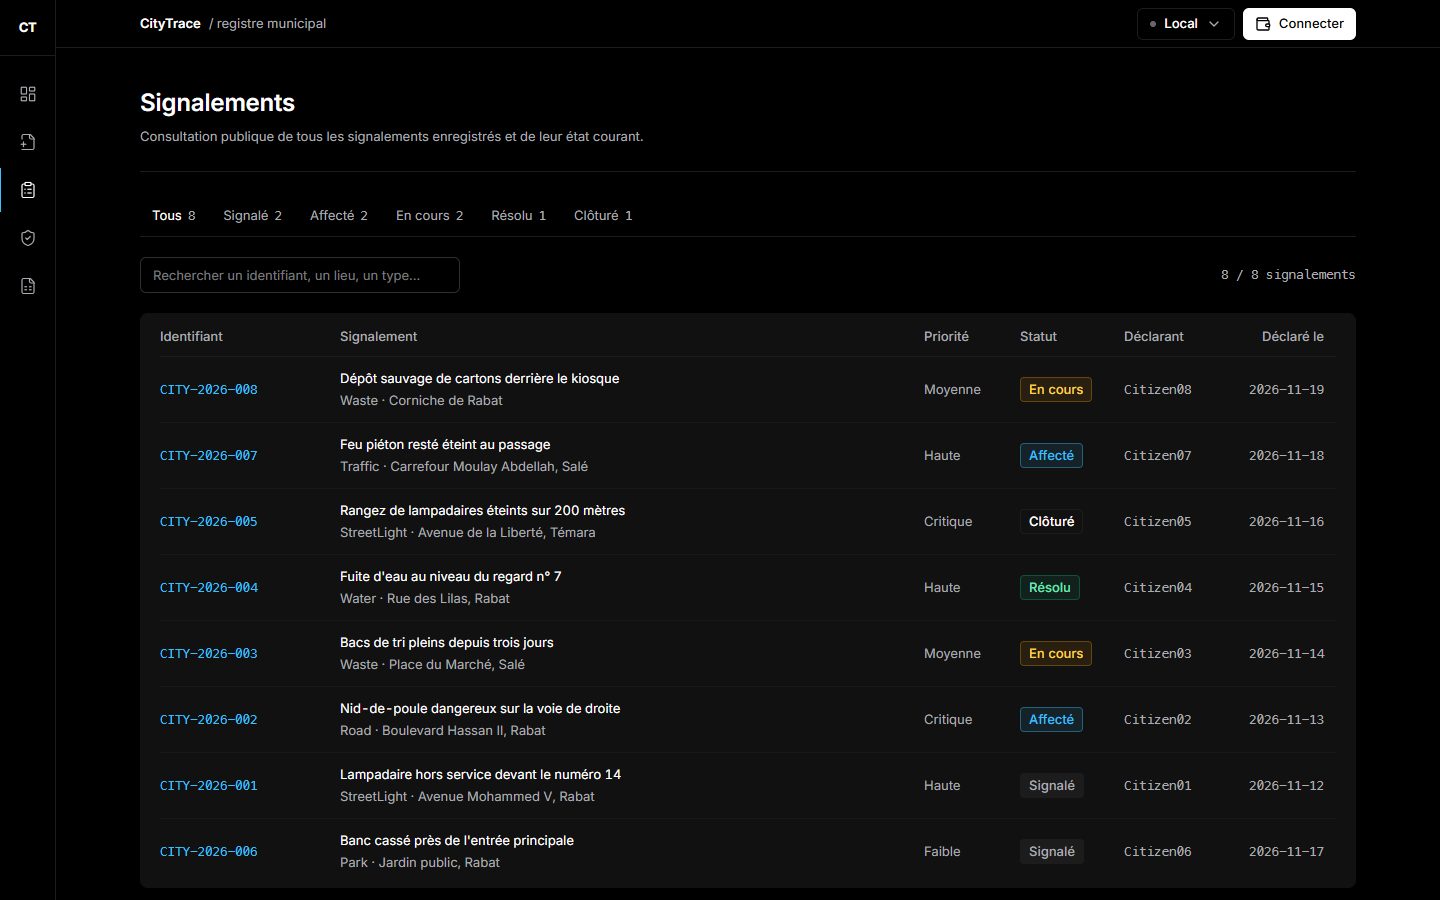 CT
CityTrace / registre municipal
Local
Connecter
Signalements
Consultation publique de tous les signalements enregistrés et de leur état courant.
Tous 8 Signalé 2 Affecté 2 En cours 2 Résolu 1 Clôturé 1
Rechercher un identifiant, un lieu, un type...
8 / 8 signalements
Identifiant Signalement Priorité Statut Déclarant Déclaré le
CITY-2026-008 Dépôt sauvage de cartons derrière le kiosque Moyenne En cours Citizen08 2026-11-19
Waste · Corniche de Rabat
CITY-2026-007 Feu piéton resté éteint au passage Haute Affecté Citizen07 2026-11-18
Traffic · Carrefour Moulay Abdellah, Salé
CITY-2026-005 Rangez de lampadaires éteints sur 200 mètres Critique Clôturé Citizen05 2026-11-16
StreetLight · Avenue de la Liberté, Témara
CITY-2026-004 Fuite d'eau au niveau du regard n° 7 Haute Résolu Citizen04 2026-11-15
Water · Rue des Lilas, Rabat
CITY-2026-003 Bacs de tri pleins depuis trois jours Moyenne En cours Citizen03 2026-11-14
Waste · Place du Marché, Salé
CITY-2026-002 Nid-de-poule dangereux sur la voie de droite Critique Affecté Citizen02 2026-11-13
Road · Boulevard Hassan II, Rabat
CITY-2026-001 Lampadaire hors service devant le numéro 14 Haute Signalé Citizen01 2026-11-12
StreetLight · Avenue Mohammed V, Rabat
CITY-2026-006 Banc cassé près de l'entrée principale Faible Signalé Citizen06 2026-11-17
Park · Jardin public, Rabat